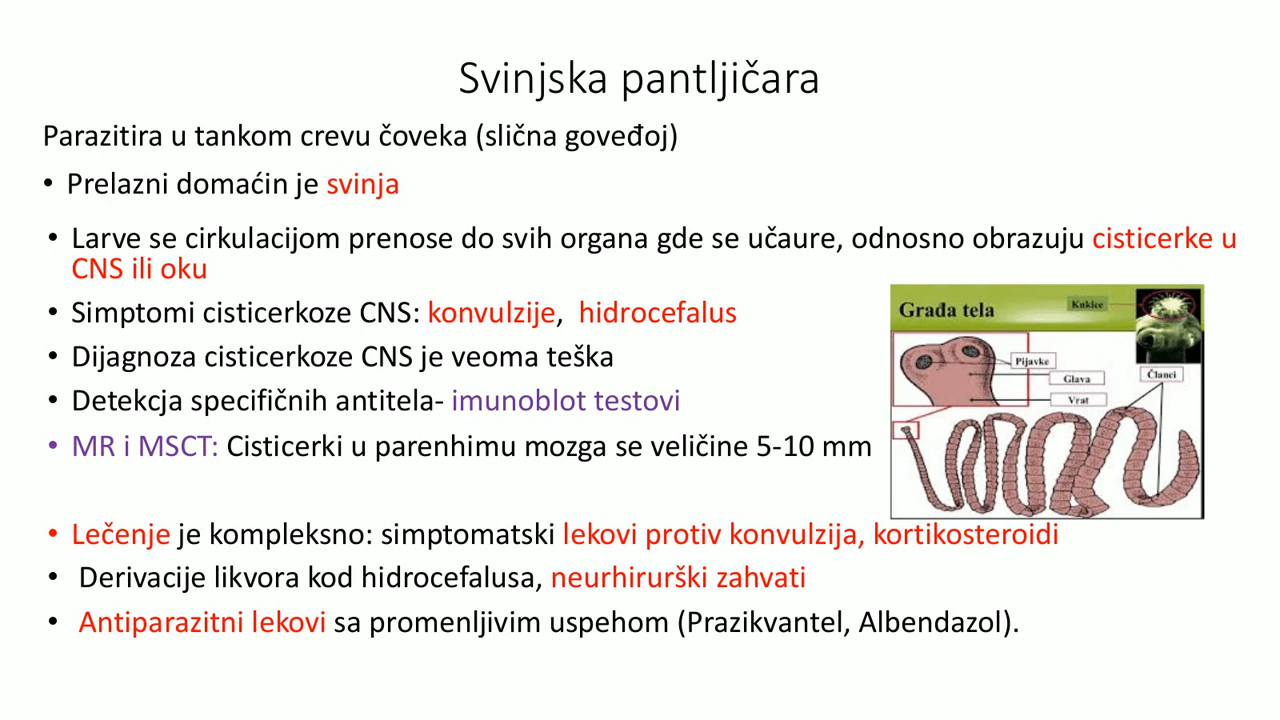 Svinjska pantljičara
Parazitira u tankom crevu čoveka (slična goveđoj)
• Prelazni domaćin je svinja
• Larve se cirkulacijom prenose do svih organa gde se učaure, odnosno obrazuju cisticerke u
CNS ili oku
• Simptomi cisticerkoze CNS: konvulzije, hidrocefalus
• Dijagnoza cisticerkoze CNS je veoma teška
• Detekcja specifičnih antitela- imunoblot testovi
• MR i MSCT: Cisticerki u parenhimu mozga se veličine 5-10 mm
Građa tela
Kukice
Pijavke
Glava
Članci
Vrat
• Lečenje je kompleksno: simptomatski lekovi protiv konvulzija, kortikosteroidi
• Derivacije likvora kod hidrocefalusa, neurhirurški zahvati
• Antiparazitni lekovi sa promenljivim uspehom (Prazikvantel, Albendazol).